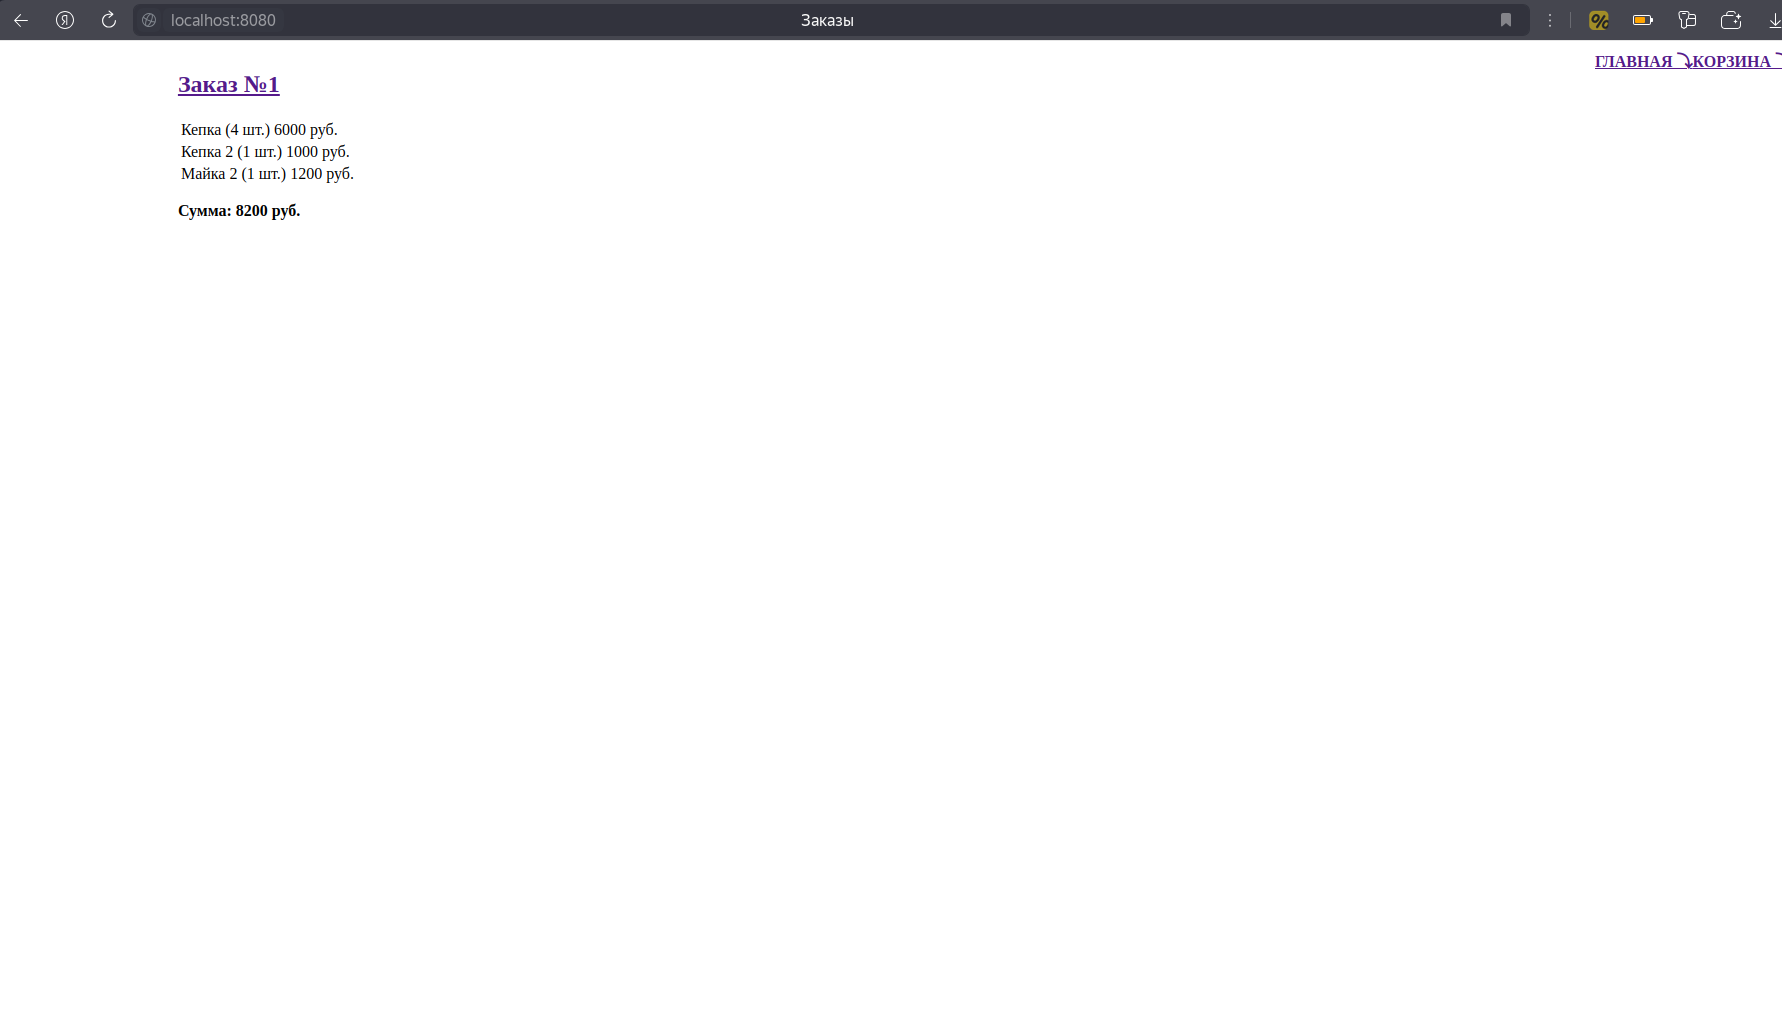 localhost:8080
Заказы
ГЛАВНАЯ ⤵КОРЗИНА
Заказ №1
Кепка (4 шт.) 6000 руб.
Кепка 2 (1 шт.) 1000 руб.
Майка 2 (1 шт.) 1200 руб.
Сумма: 8200 руб.